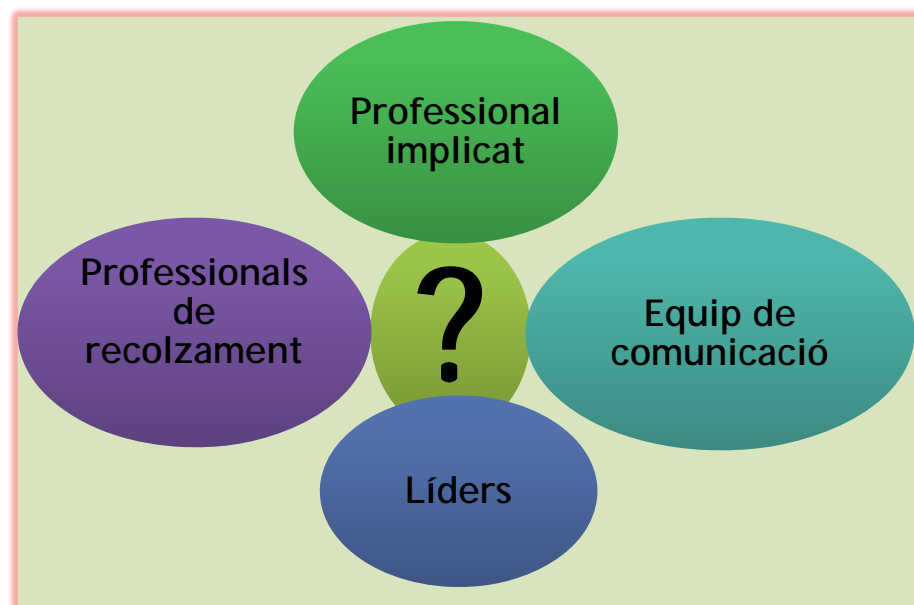 Professional
implicat
Professionals
de
recolzament
?
Equip de
comunicació
Líders